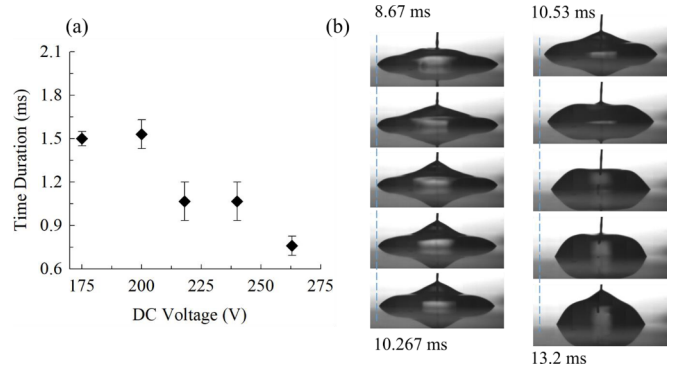 (a)
2.1
1.8
1.5
1.2
0.9
0.6
Time Duration (ms)
175 200 225 250 275
DC Voltage (V)
(b)
8.67 ms
10.267 ms
10.53 ms
13.2 ms